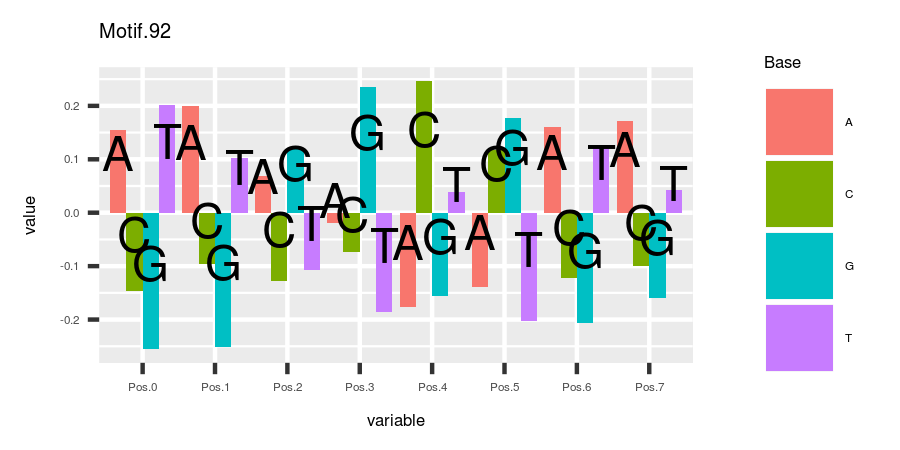 Motif.92
value
0.2
0.1
0.0
-0.1
-0.2
A C G T A C G T A C G T A C G T A C G T A C G T A C G T A C G T
Pos.0 Pos.1 Pos.2 Pos.3 Pos.4 Pos.5 Pos.6 Pos.7
variable
Base
A
C
G
T